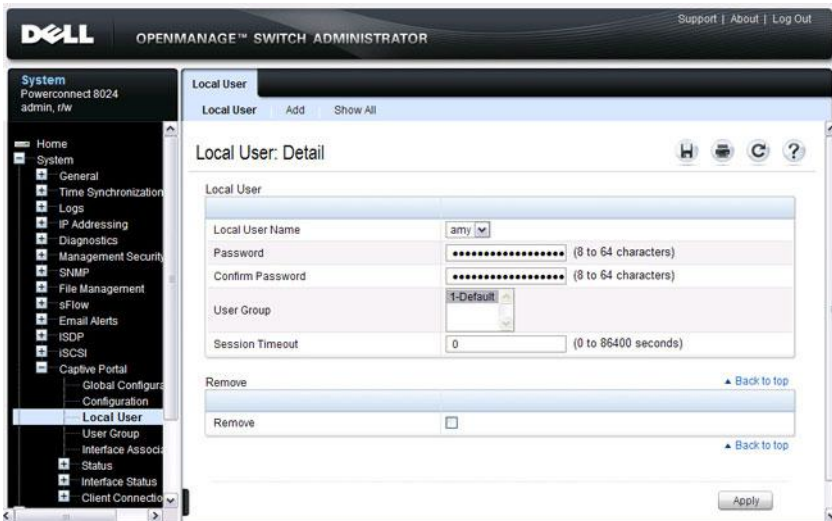 Support | About | Log Out
DELL
OPENMANAGE™ SWITCH ADMINISTRATOR
System
Powerconnect 8024
admin, r/w
Home
System
General
Time Synchronization
Logs
IP Addressing
Diagnostics
Management Security
SNMP
File Management
sFlow
Email Alerts
ISDP
iSCSI
Captive Portal
Global Configura
Configuration
Local User
User Group
Interface Associa
Status
Interface Status
Client Connectio
Local User
Local User Add Show All
Local User: Detail
Local User
Local User Name amy
Password •••••••••••••••••• (8 to 64 characters)
Confirm Password •••••••••••••••••• (8 to 64 characters)
User Group 1-Default
Session Timeout 0 (0 to 86400 seconds)
Remove Back to top
Remove
Back to top
Apply